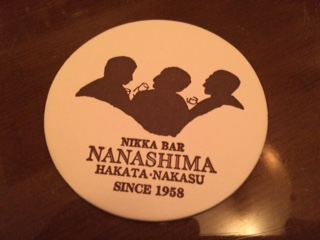 NIKKA BAR
NANASHIMA
HAKATA·NAKASU
SINCE 1958